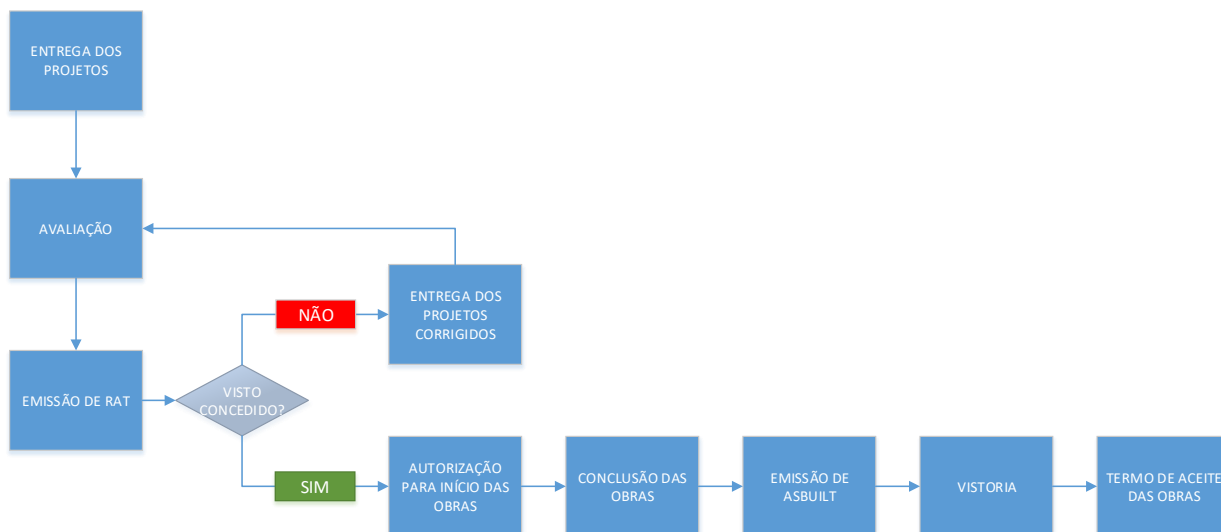 ENTREGA DOS
PROJETOS
AVALIAÇÃO
EMISSÃO DE RAT
VISTO
CONCEDIDO?
NÃO
ENTREGA DOS
PROJETOS
CORRIGIDOS
SIM
AUTORIZAÇÃO
PARA INÍCIO DAS
OBRAS
CONCLUSÃO DAS
OBRAS
EMISSÃO DE
ASBUILT
VISTORIA
TERMO DE ACEITE
DAS OBRAS